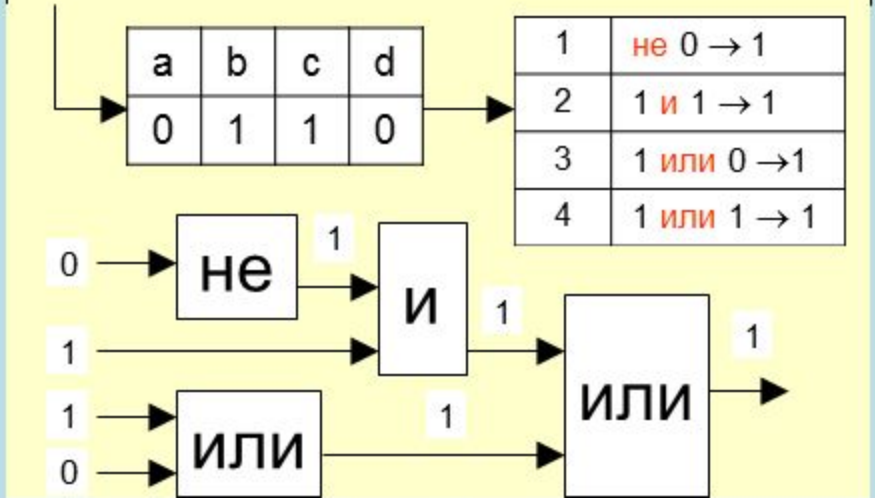 a b c d
0 1 1 0
1 не 0 → 1
2 1 и 1 → 1
3 1 или 0 →1
4 1 или 1 → 1
0 не 1 и 1 или 1
1
1 или 1
0